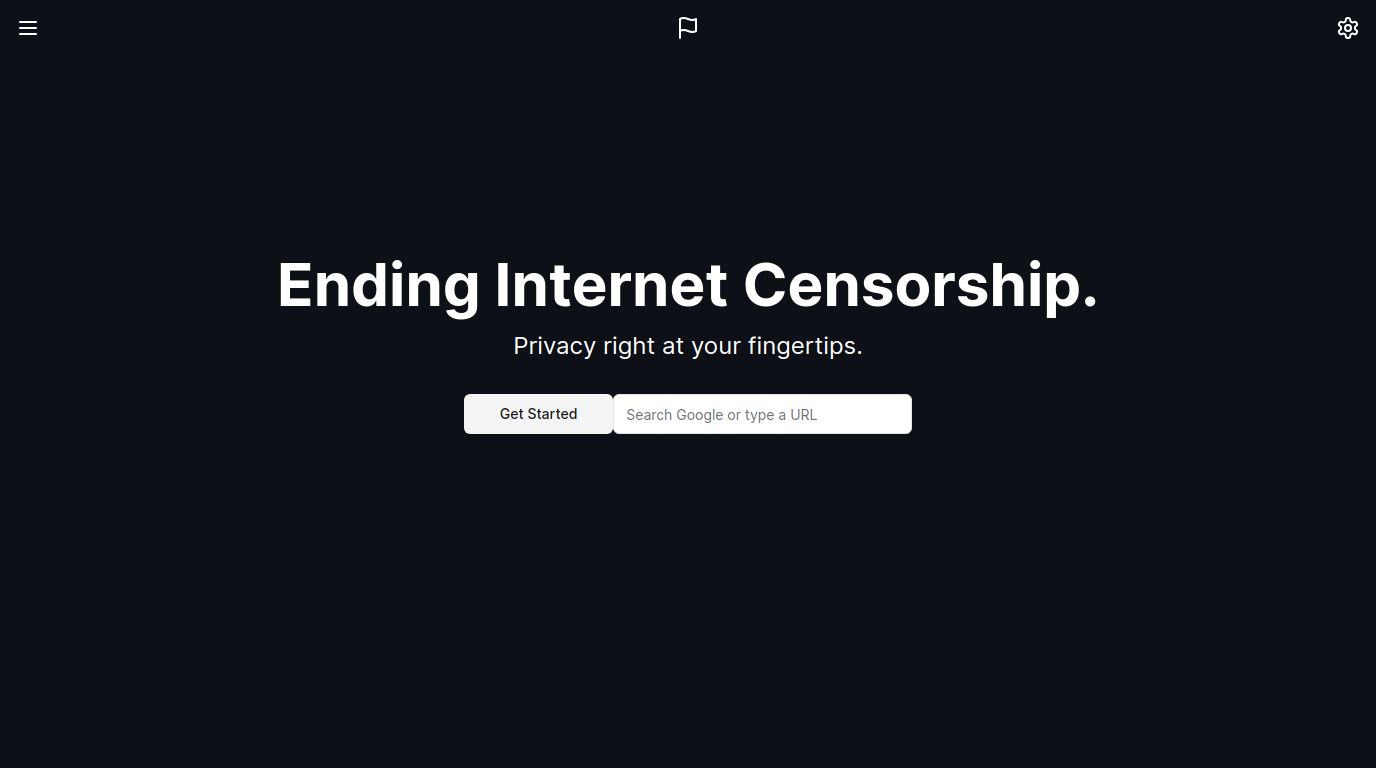 Ending Internet Censorship.
Privacy right at your fingertips.
Get Started
Search Google or type a URL